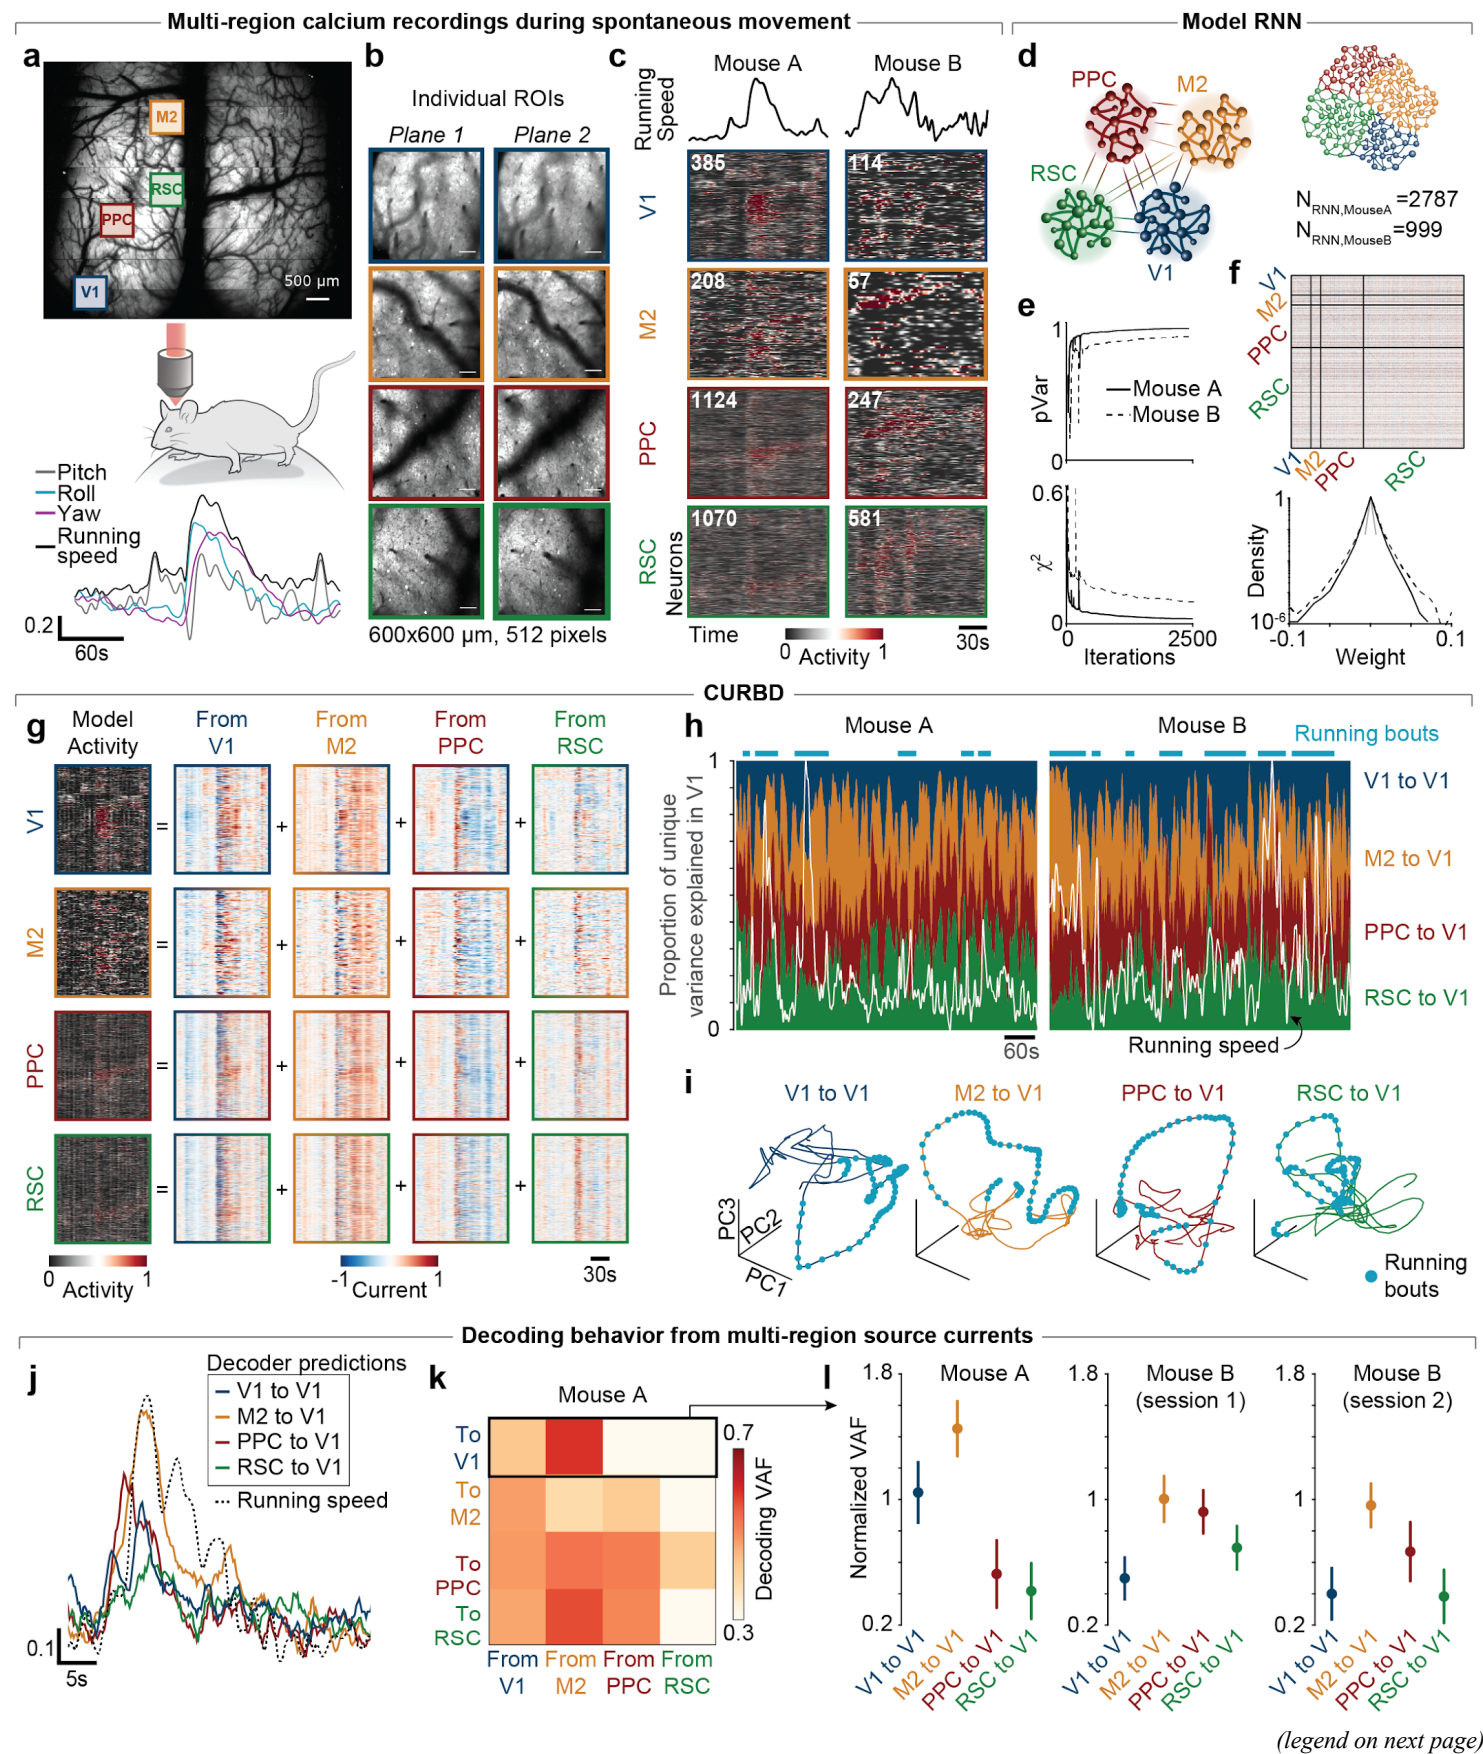 Multi-region calcium recordings during spontaneous movement
Model RNN
a
M2
RSC
PPC
V1
500 µm
Pitch
Roll
Yaw
Running
speed
0.2
60s
b
Individual ROIs
Plane 1
Plane 2
600x600 µm, 512 pixels
c
Mouse A
Mouse B
Running
Speed
V1
385
114
M2
208
57
PPC
1124
247
RSC
1070
581
Neurons
Time
0
1
Activity
30s
d
PPC
M2
RSC
V1
N RNN,MouseA =2787
N RNN,MouseB =999
e
1
pVar
0
Mouse A
Mouse B
0.6
χ²
0
0
2500
Iterations
f
V1
M2
PPC
RSC
V1
M2
PPC
RSC
1
Density
10-6
-0.1
0.1
Weight
CURBD
g
Model
Activity
From
V1
From
M2
From
PPC
From
RSC
V1
=
+
+
+
M2
=
+
+
+
PPC
=
+
+
+
RSC
=
+
+
+
0
1
Activity
-1
1
Current
30s
h
Mouse A
Mouse B
Running bouts
Proportion of unique
variance explained in V1
1
0
V1 to V1
M2 to V1
PPC to V1
RSC to V1
60s
Running speed
i
V1 to V1
M2 to V1
PPC to V1
RSC to V1
PC3
PC2
PC1
Running
bouts
Decoding behavior from multi-region source currents
j
Decoder predictions
V1 to V1
M2 to V1
PPC to V1
RSC to V1
Running speed
0.1
5s
k
Mouse A
To
V1
To
M2
To
PPC
To
RSC
From
V1
From
M2
From
PPC
From
RSC
0.7
Decoding VAF
0.3
l
Mouse A
Mouse B
(session 1)
Mouse B
(session 2)
Normalized VAF
1.8
1
0.2
V1 to V1
M2 to V1
PPC to V1
RSC to V1
1.8
1
0.2
V1 to V1
M2 to V1
PPC to V1
RSC to V1
1.8
1
0.2
V1 to V1
M2 to V1
PPC to V1
RSC to V1
(legend on next page)